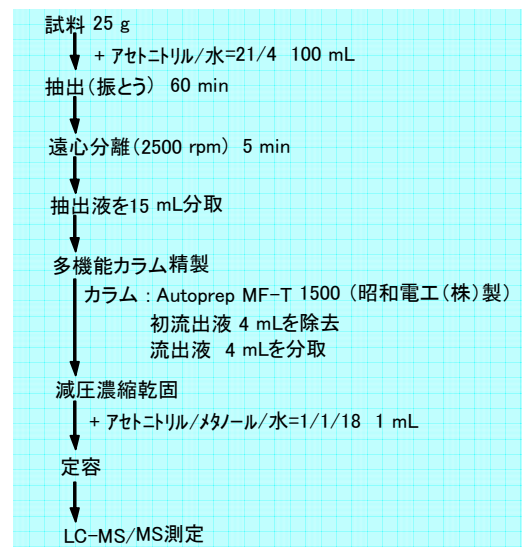 試料 25 g
+ アセトニトリル/水=21/4 100 mL
抽出(振とう) 60 min
遠心分離(2500 rpm) 5 min
抽出液を15 mL分取
多機能カラム精製
カラム : Autoprep MF-T 1500 (昭和電工(株)製)
初流出液 4 mLを除去
流出液 4 mLを分取
減圧濃縮乾固
+ アセトニトリル/メタノール/水=1/1/18 1 mL
定容
LC-MS/MS測定